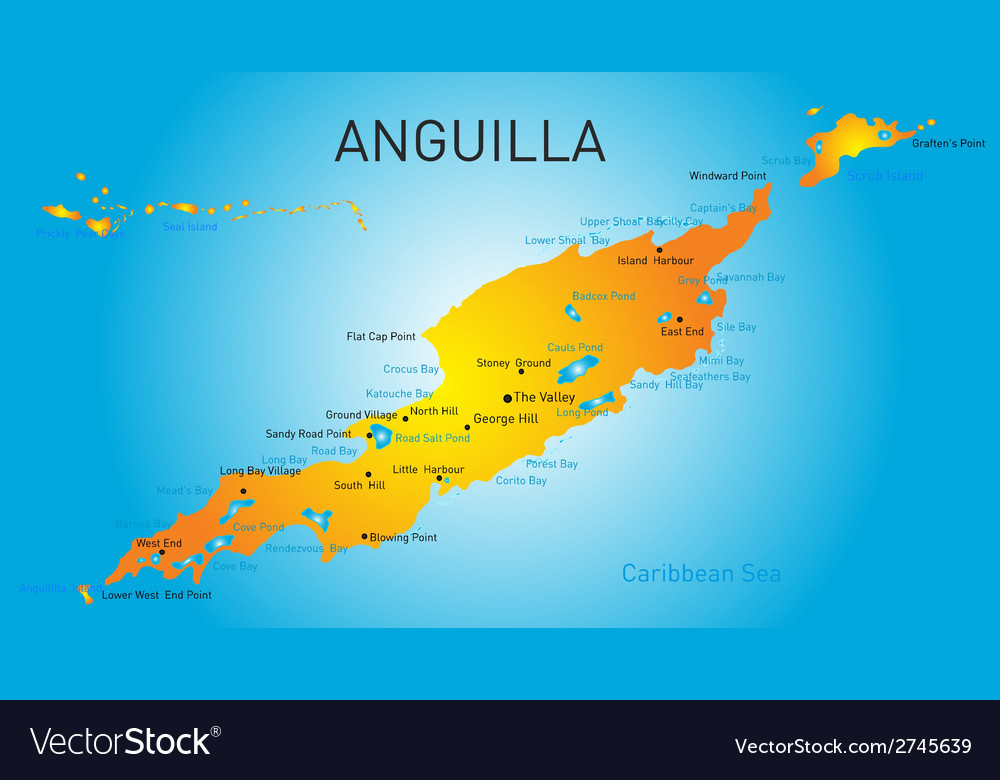 ANGUILLA
Graften's Point
Scrub Bay
Scrub Island
Windward Point
Captain's Bay
Upper Shoal Bay
Scilly Cay
Seal Island
Prickly Pear Cays
Lower Shoal Bay
Island Harbour
Savannah Bay
Grey Pond
Badcox Pond
Sile Bay
East End
Flat Cap Point
Cauls Pond
Mimi Bay
Stoney Ground
Crocus Bay
Seafeathers Bay
Sandy Hill Bay
Katouche Bay
The Valley
Long Pond
North Hill
Ground Village
George Hill
Sandy Road Point
Road Salt Pond
Road Bay
Long Bay
Forest Bay
Little Harbour
Long Bay Village
Corito Bay
South Hill
Mead's Bay
Barnes Bay
Cove Pond
Blowing Point
West End
Rendezvous Bay
Cove Bay
Caribbean Sea
Anguillita Island
Lower West End Point
VectorStock®
VectorStock.com/2745639